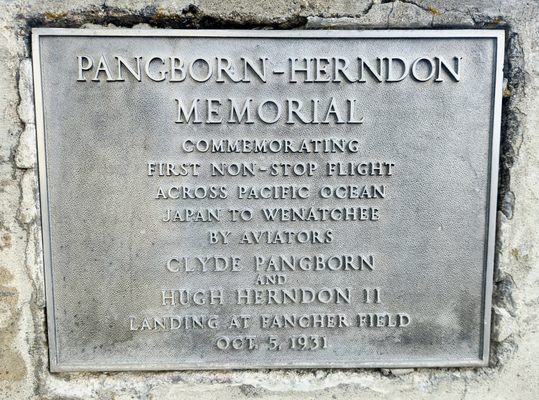 PANGBORN-HERNDON
MEMORIAL
COMMEMORATING
FIRST NON-STOP FLIGHT
ACROSS PACIFIC OCEAN
JAPAN TO WENATCHEE
BY AVIATORS
CLYDE PANGBORN
AND
HUGH HERNDON II
LANDING AT FANCHER FIELD
OCT. 5, 1931